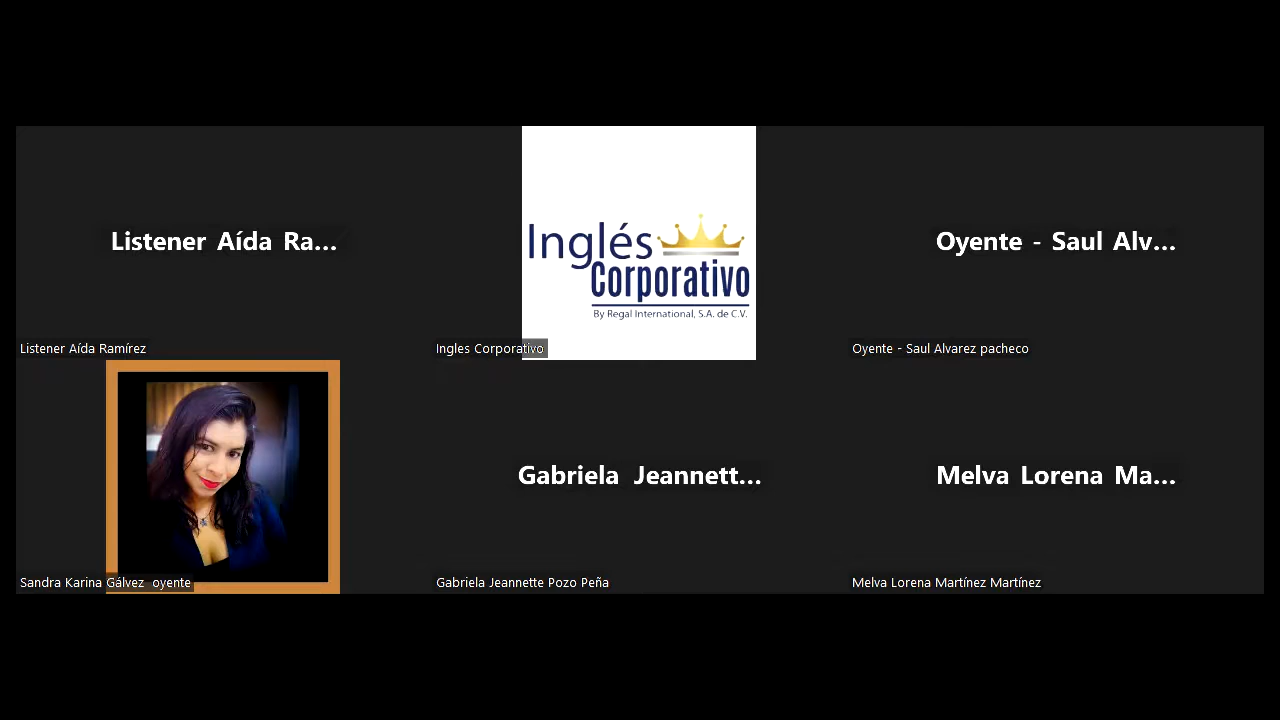 Listener Aída Ra...
Inglés
Corporativo
By Regal International, S.A. de C.V.
Oyente - Saul Alv...
Listener Aída Ramírez
Ingles Corporativo
Oyente - Saul Alvarez pacheco
Gabriela Jeannett...
Melva Lorena Ma...
Sandra Karina Gálvez oyente
Gabriela Jeannette Pozo Peña
Melva Lorena Martínez Martínez